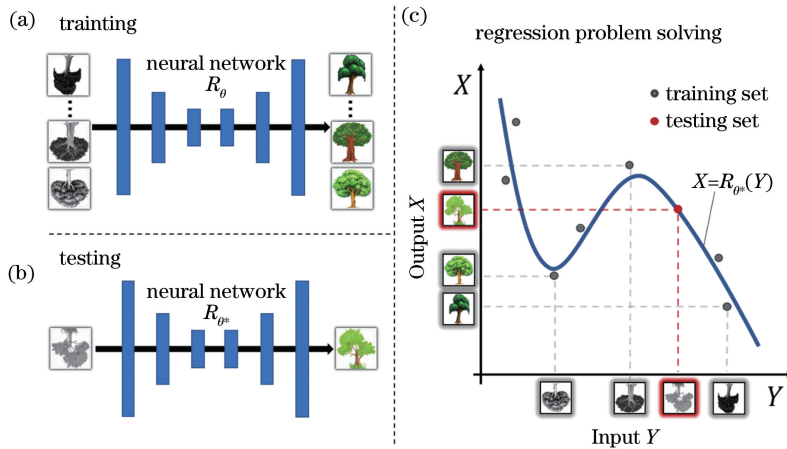 (a)
trainting
neural network
Rθ
(b)
testing
neural network
Rθ*
(c)
regression problem solving
X
training set
testing set
X=Rθ*(Y)
Output X
Y
Input Y